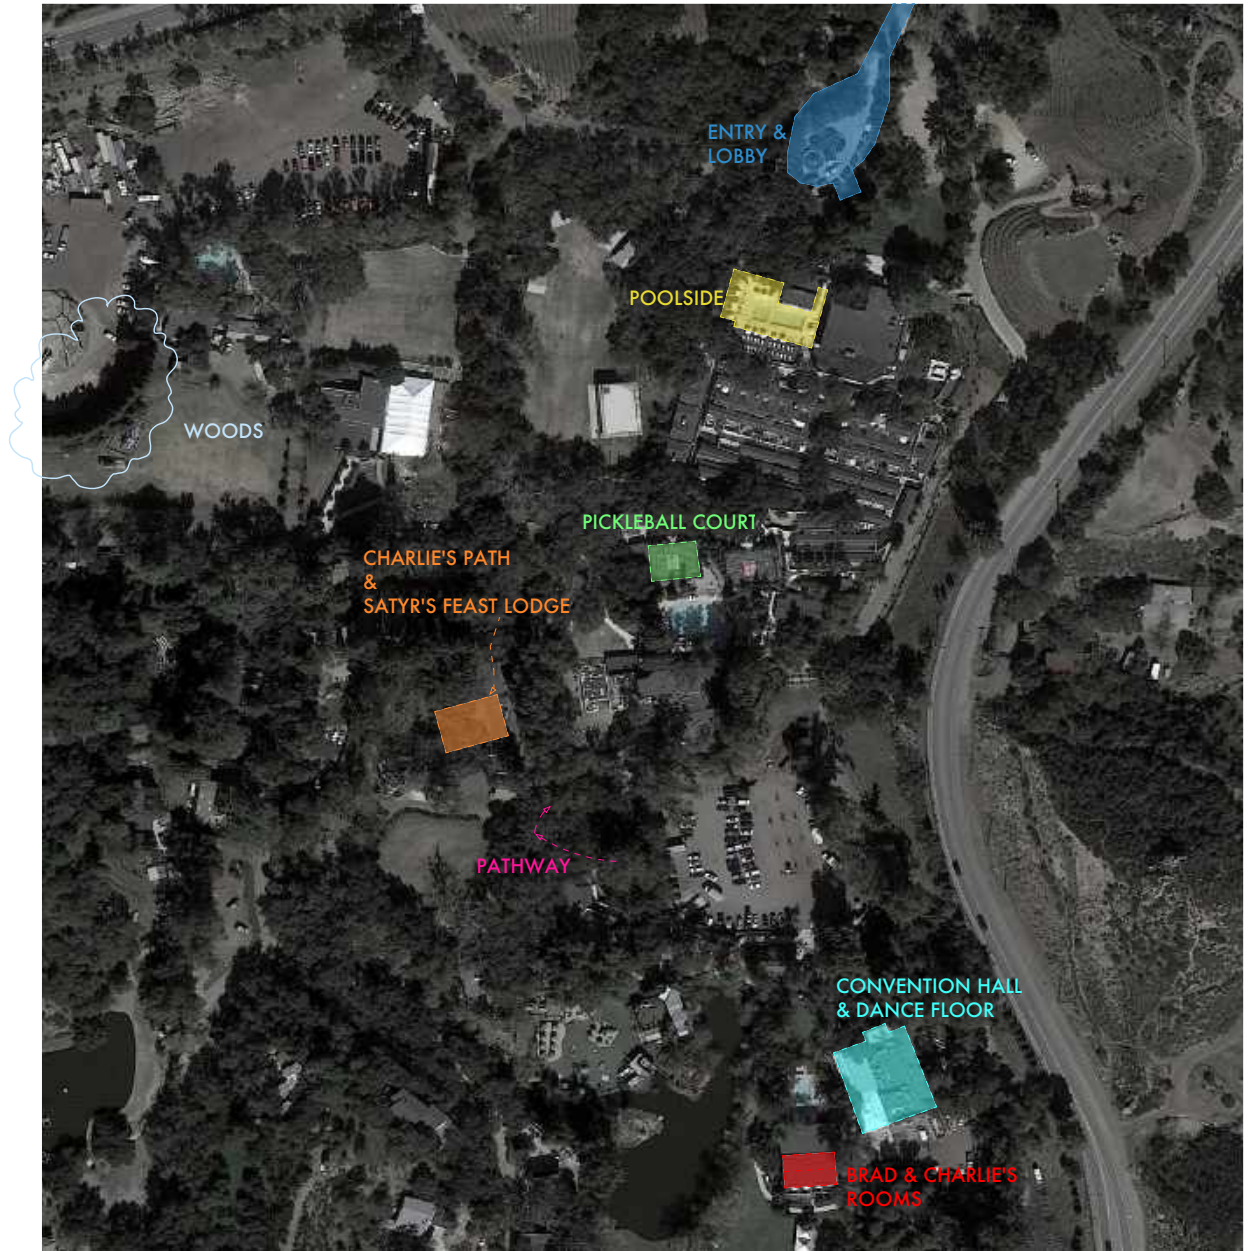 ENTRY &
LOBBY
POOLSIDE
WOODS
PICKLEBALL COURT
CHARLIE'S PATH
&
SATYR'S FEAST LODGE
PATHWAY
CONVENTION HALL
& DANCE FLOOR
BRAD & CHARLIE'S
ROOMS